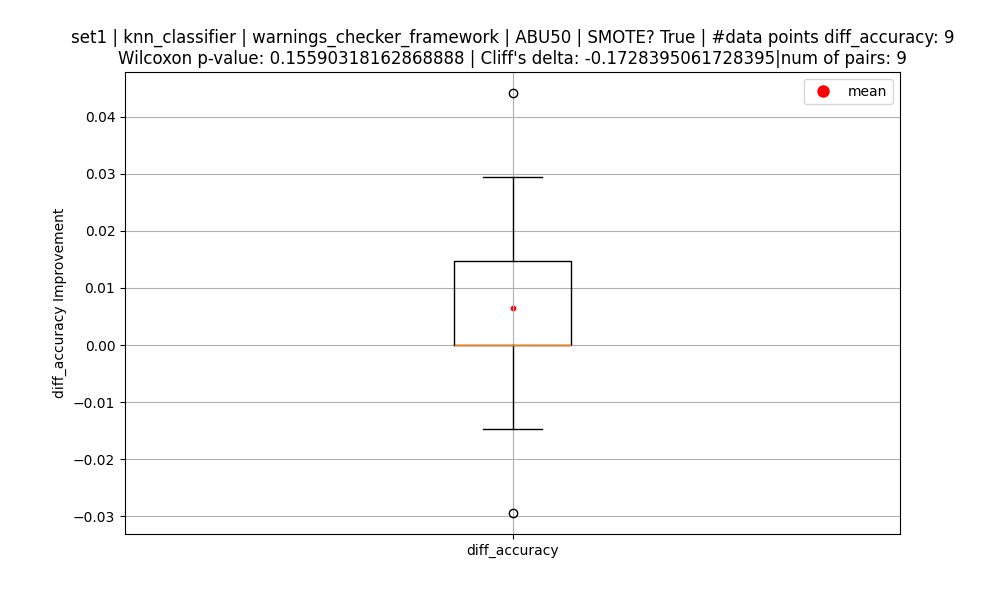 set1 | knn_classifier | warnings_checker_framework | ABU50 | SMOTE? True | #data points diff_accuracy: 9
Wilcoxon p-value: 0.15590318162868888 | Cliff's delta: -0.1728395061728395|num of pairs: 9
mean
diff_accuracy Improvement
0.04
0.03
0.02
0.01
0.00
−0.01
−0.02
−0.03
diff_accuracy